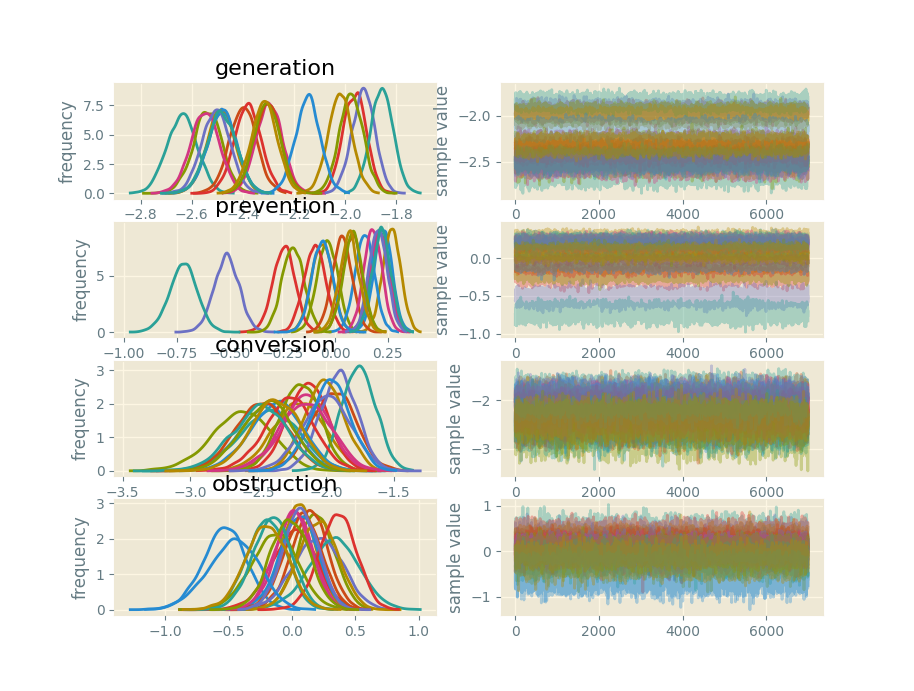 generation
frequency
7.5
5.0
2.5
0.0
−2.8 −2.6 −2.4 −2.2 −2.0 −1.8
sample value
−2.0
−2.5
0 2000 4000 6000
prevention
frequency
5
0
−1.00 −0.75 −0.50 −0.25 0.00 0.25
sample value
0.0
−0.5
−1.0
0 2000 4000 6000
conversion
frequency
3
2
1
0
−3.5 −3.0 −2.5 −2.0 −1.5
sample value
−2
−3
0 2000 4000 6000
obstruction
frequency
3
2
1
0
−1.0 −0.5 0.0 0.5 1.0
sample value
1
0
−1
0 2000 4000 6000